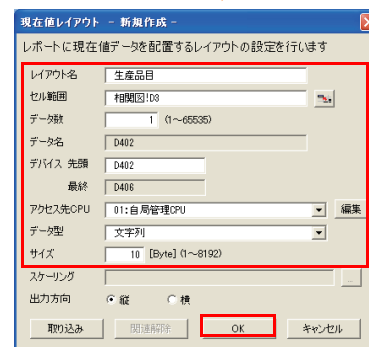 現在値レイアウト － 新規作成 －
レポートに現在値データを配置するレイアウトの設定を行います
レイアウト名 生産品目
セル範囲 相関図!D3
データ数 1 (1～65535)
データ名 D402
デバイス 先頭 D402
最終 D406
アクセス先CPU 01:自局管理CPU 編集
データ型 文字列
サイズ 10 [Byte] (1～8192)
スケーリング ...
出力方向 縦 横
取り込み 関連解除 OK キャンセル